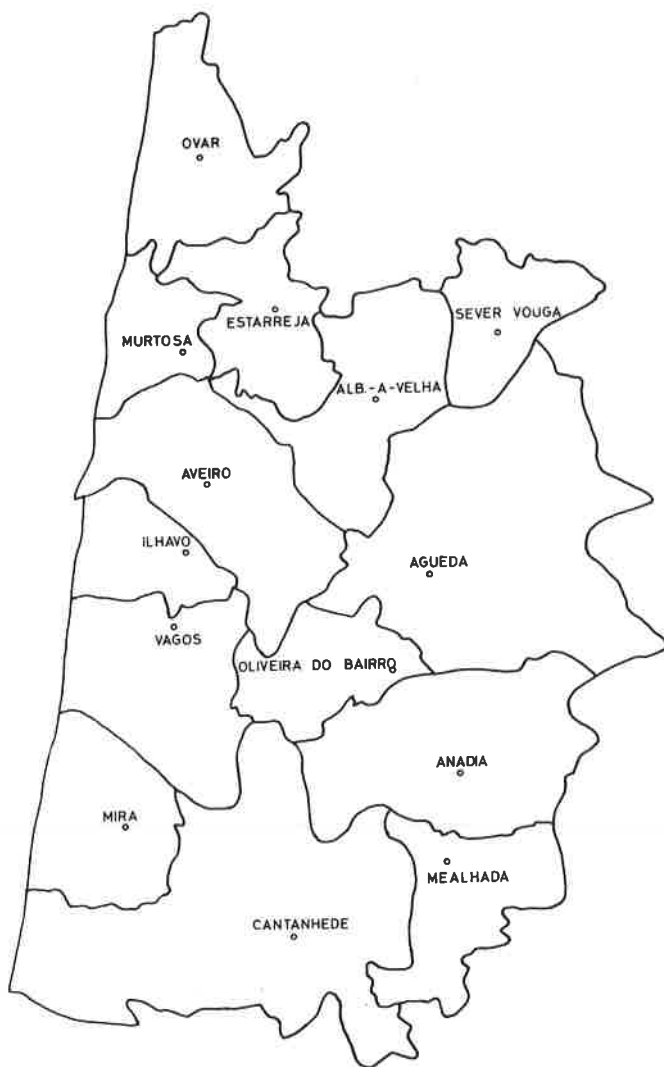 OVAR
ESTARREJA
SEVER VOUGA
MURTOSA
ALB.-A-VELHA
AVEIRO
ILHAVO
AGUEDA
VAGOS
OLIVEIRA DO BAIRRO
ANADIA
MIRA
MEALHADA
CANTANHEDE